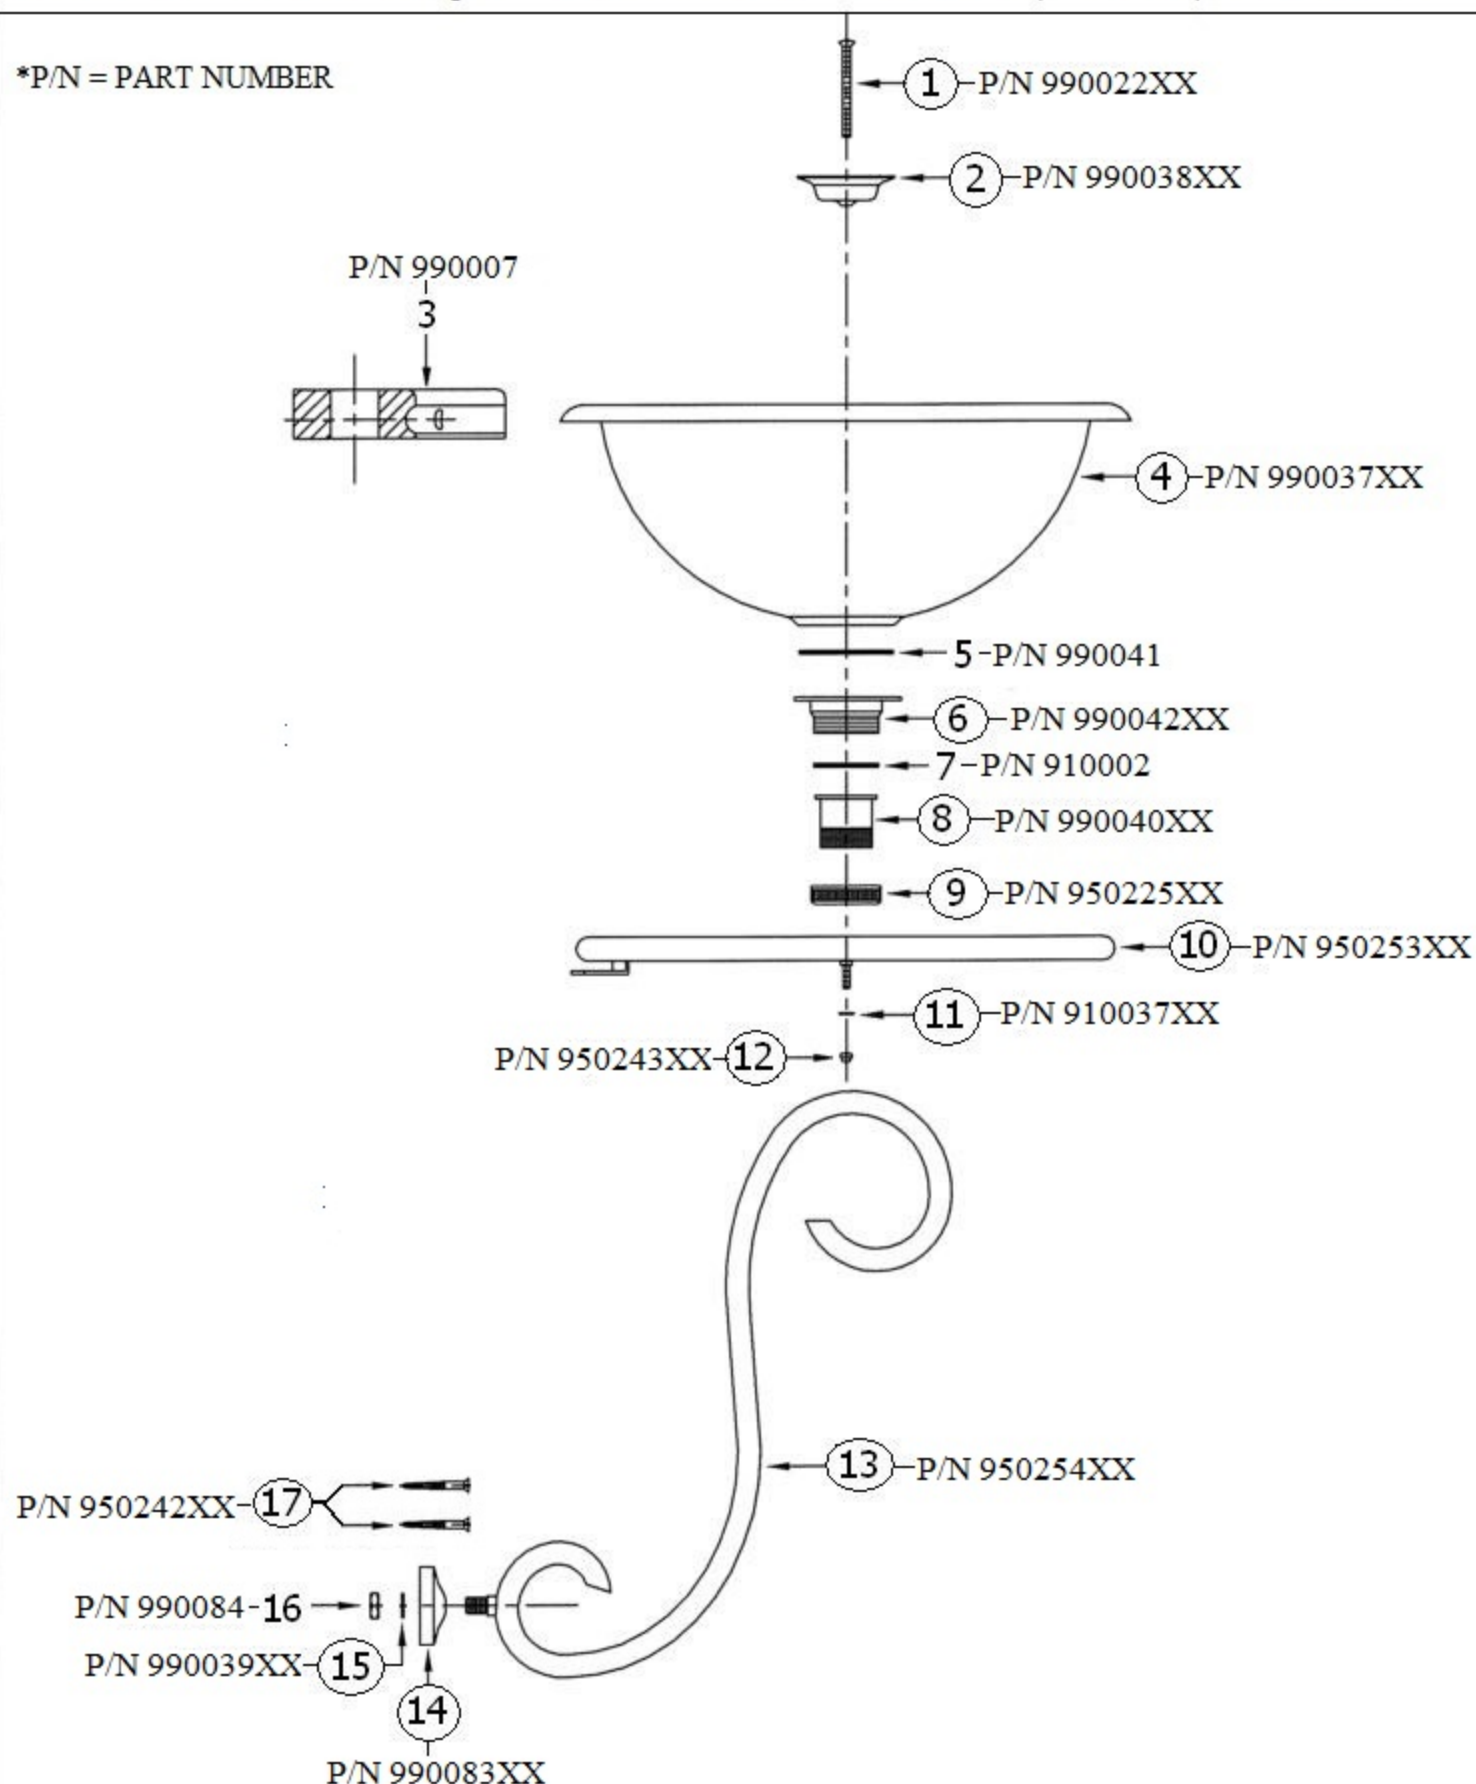 *P/N = PART NUMBER
1 P/N 990022XX
2 P/N 990038XX
P/N 990007
3
4 P/N 990037XX
5 P/N 990041
6 P/N 990042XX
7 P/N 910002
8 P/N 990040XX
9 P/N 950225XX
10 P/N 950253XX
11 P/N 910037XX
P/N 950243XX 12
13 P/N 950254XX
P/N 950242XX 17
P/N 990084 16
P/N 990039XX 15
14
P/N 990083XX